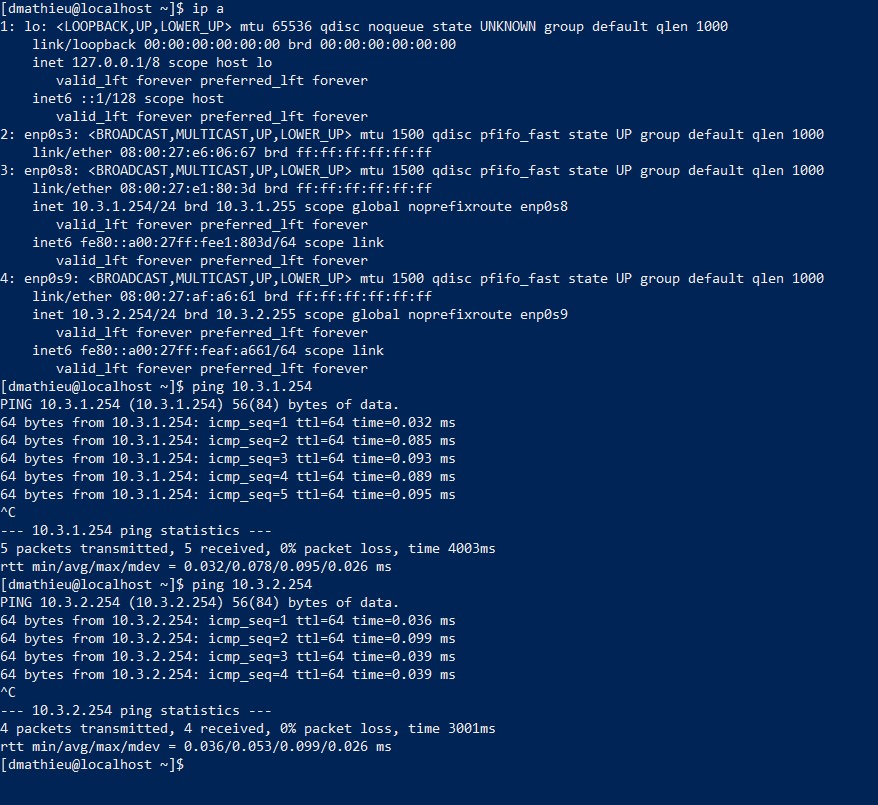 [dmathieu@localhost ~]$ ip a
1: lo: <LOOPBACK,UP,LOWER_UP> mtu 65536 qdisc noqueue state UNKNOWN group default qlen 1000
    link/loopback 00:00:00:00:00:00 brd 00:00:00:00:00:00
    inet 127.0.0.1/8 scope host lo
       valid_lft forever preferred_lft forever
    inet6 ::1/128 scope host
       valid_lft forever preferred_lft forever
2: enp0s3: <BROADCAST,MULTICAST,UP,LOWER_UP> mtu 1500 qdisc pfifo_fast state UP group default qlen 1000
    link/ether 08:00:27:e6:06:67 brd ff:ff:ff:ff:ff:ff
3: enp0s8: <BROADCAST,MULTICAST,UP,LOWER_UP> mtu 1500 qdisc pfifo_fast state UP group default qlen 1000
    link/ether 08:00:27:e1:80:3d brd ff:ff:ff:ff:ff:ff
    inet 10.3.1.254/24 brd 10.3.1.255 scope global noprefixroute enp0s8
       valid_lft forever preferred_lft forever
    inet6 fe80::a00:27ff:fee1:803d/64 scope link
       valid_lft forever preferred_lft forever
4: enp0s9: <BROADCAST,MULTICAST,UP,LOWER_UP> mtu 1500 qdisc pfifo_fast state UP group default qlen 1000
    link/ether 08:00:27:af:a6:61 brd ff:ff:ff:ff:ff:ff
    inet 10.3.2.254/24 brd 10.3.2.255 scope global noprefixroute enp0s9
       valid_lft forever preferred_lft forever
    inet6 fe80::a00:27ff:feaf:a661/64 scope link
       valid_lft forever preferred_lft forever
[dmathieu@localhost ~]$ ping 10.3.1.254
PING 10.3.1.254 (10.3.1.254) 56(84) bytes of data.
64 bytes from 10.3.1.254: icmp_seq=1 ttl=64 time=0.032 ms
64 bytes from 10.3.1.254: icmp_seq=2 ttl=64 time=0.085 ms
64 bytes from 10.3.1.254: icmp_seq=3 ttl=64 time=0.093 ms
64 bytes from 10.3.1.254: icmp_seq=4 ttl=64 time=0.089 ms
64 bytes from 10.3.1.254: icmp_seq=5 ttl=64 time=0.095 ms
^C
--- 10.3.1.254 ping statistics ---
5 packets transmitted, 5 received, 0% packet loss, time 4003ms
rtt min/avg/max/mdev = 0.032/0.078/0.095/0.026 ms
[dmathieu@localhost ~]$ ping 10.3.2.254
PING 10.3.2.254 (10.3.2.254) 56(84) bytes of data.
64 bytes from 10.3.2.254: icmp_seq=1 ttl=64 time=0.036 ms
64 bytes from 10.3.2.254: icmp_seq=2 ttl=64 time=0.099 ms
64 bytes from 10.3.2.254: icmp_seq=3 ttl=64 time=0.039 ms
64 bytes from 10.3.2.254: icmp_seq=4 ttl=64 time=0.039 ms
^C
--- 10.3.2.254 ping statistics ---
4 packets transmitted, 4 received, 0% packet loss, time 3001ms
rtt min/avg/max/mdev = 0.036/0.053/0.099/0.026 ms
[dmathieu@localhost ~]$